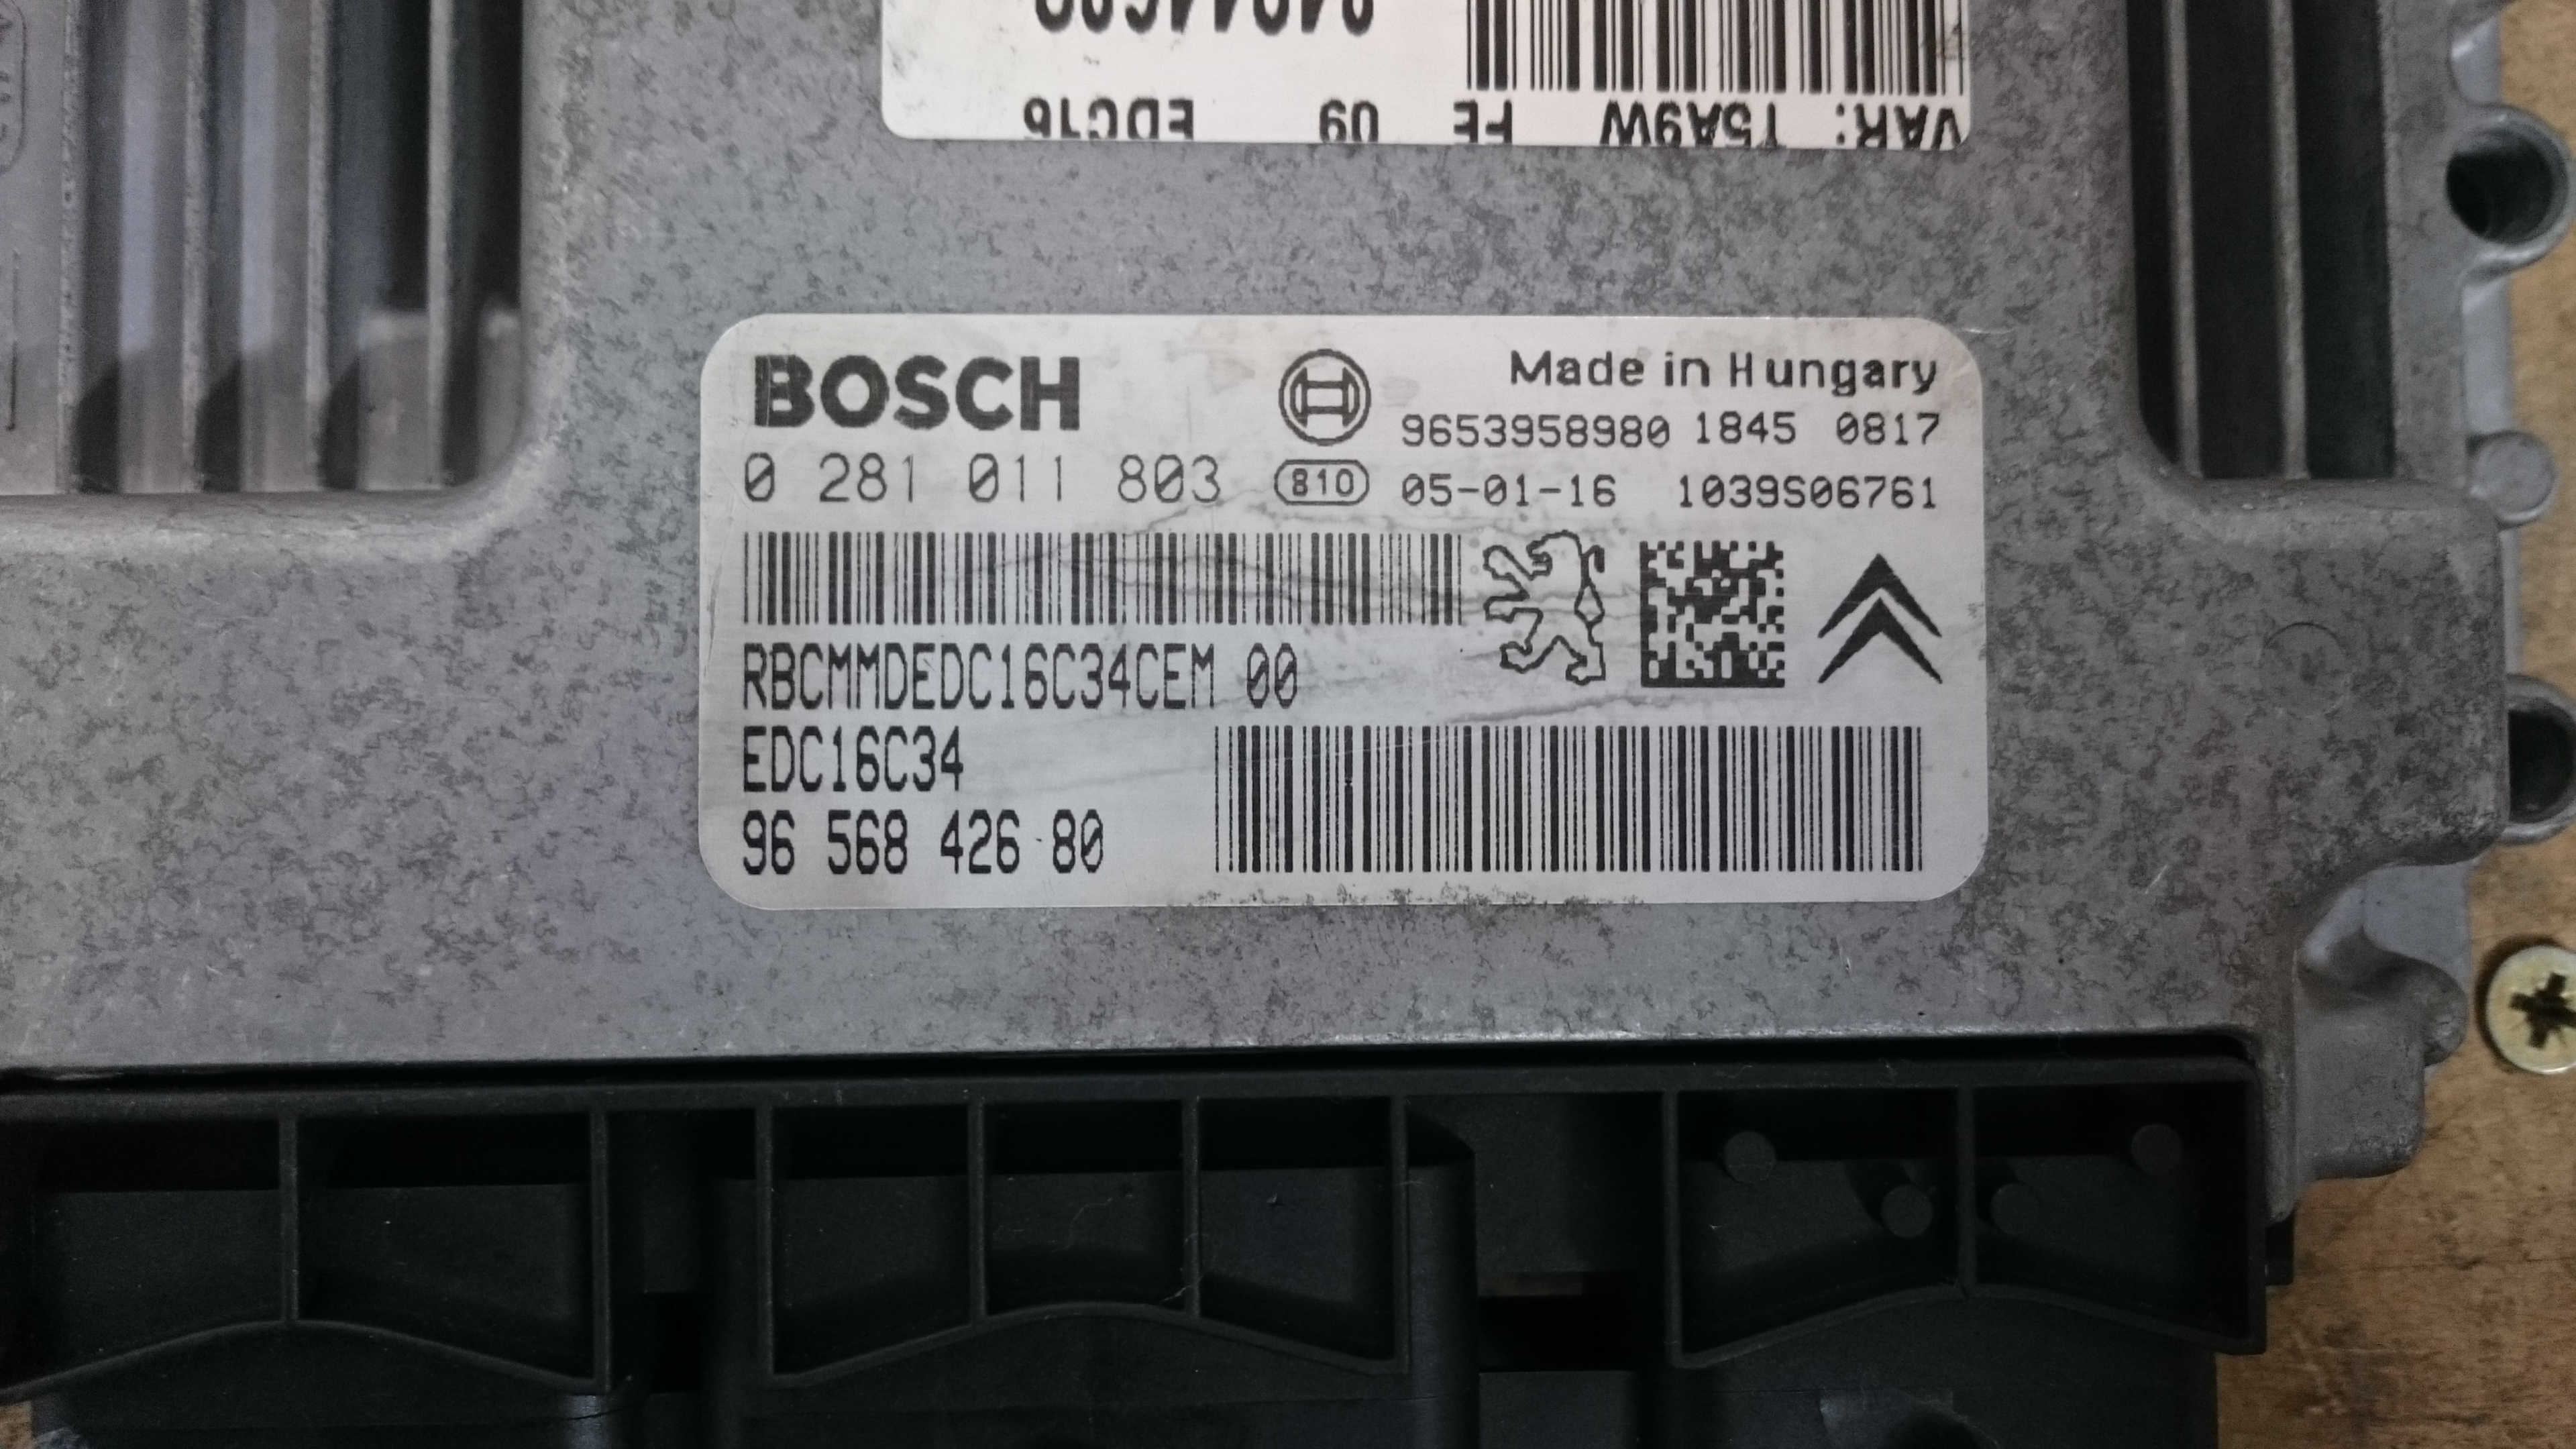 VAR: T5A9W FE 09 EDC16
BOSCH
Made in Hungary
9653958980 1845 0817
0 281 011 803
810
05-01-16 1039S06761
RBCMMDEDC16C34CEM 00
EDC16C34
96 568 426 80